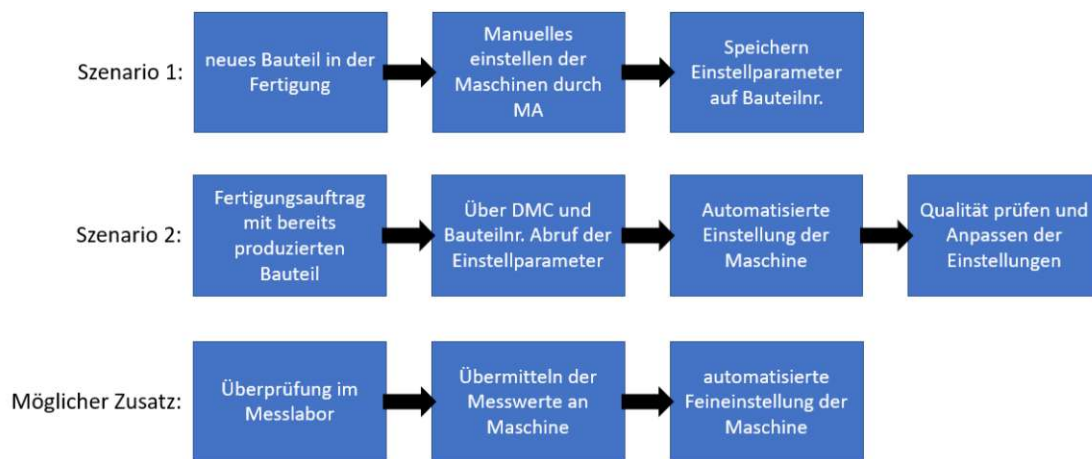 Szenario 1:
neues Bauteil in der
Fertigung
Manuelles
einstellen der
Maschinen durch
MA
Speichern
Einstellparameter
auf Bauteilnr.
Szenario 2:
Fertigungsauftrag
mit bereits
produzierten
Bauteil
Über DMC und
Bauteilnr. Abruf der
Einstellparameter
Automatisierte
Einstellung der
Maschine
Qualität prüfen und
Anpassen der
Einstellungen
Möglicher Zusatz:
Überprüfung im
Messlabor
Übermitteln der
Messwerte an
Maschine
automatisierte
Feineinstellung der
Maschine